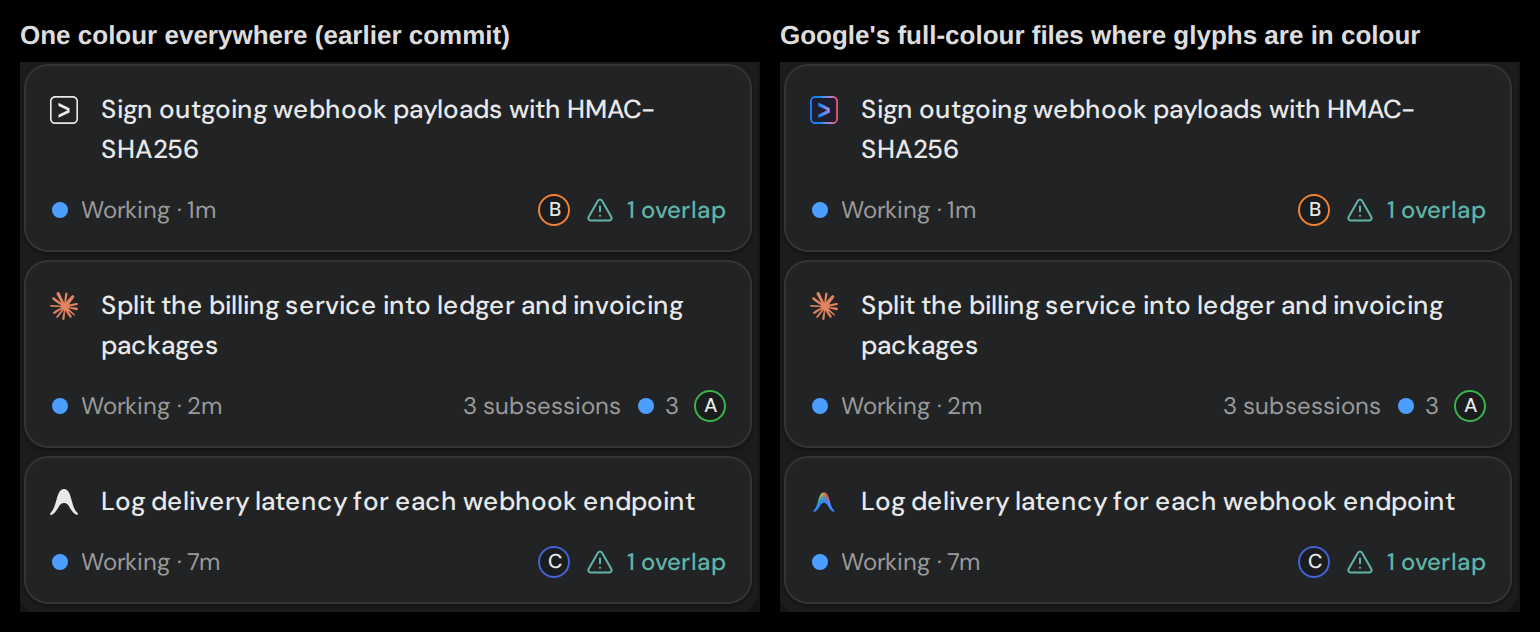 One colour everywhere (earlier commit)
Sign outgoing webhook payloads with HMAC-
SHA256
Working · 1m
B
1 overlap
Split the billing service into ledger and invoicing
packages
Working · 2m
3 subsessions
3
A
Log delivery latency for each webhook endpoint
Working · 7m
C
1 overlap
Google's full-colour files where glyphs are in colour
Sign outgoing webhook payloads with HMAC-
SHA256
Working · 1m
B
1 overlap
Split the billing service into ledger and invoicing
packages
Working · 2m
3 subsessions
3
A
Log delivery latency for each webhook endpoint
Working · 7m
C
1 overlap